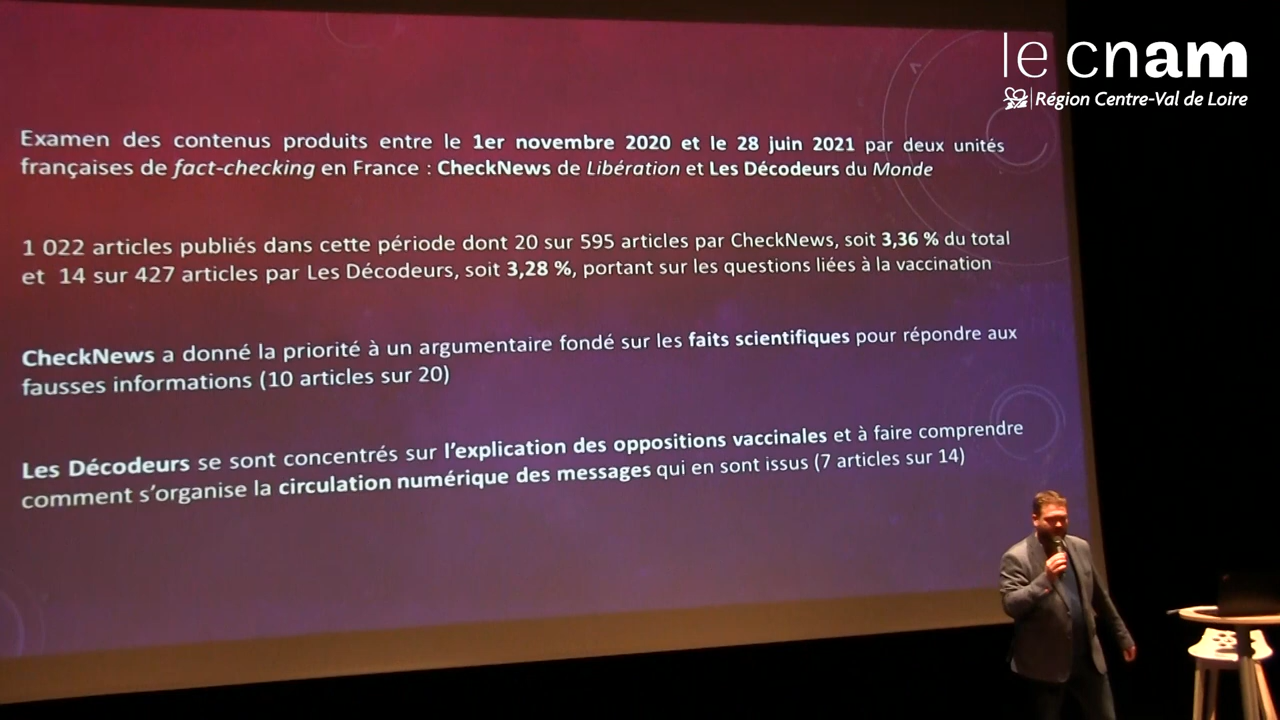 le cnam
Région Centre-Val de Loire
Examen des contenus produits entre le 1er novembre 2020 et le 28 juin 2021 par deux unités
françaises de fact-checking en France : CheckNews de Libération et Les Décodeurs du Monde
1 022 articles publiés dans cette période dont 20 sur 595 articles par CheckNews, soit 3,36 % du total
et 14 sur 427 articles par Les Décodeurs, soit 3,28 %, portant sur les questions liées à la vaccination
CheckNews a donné la priorité à un argumentaire fondé sur les faits scientifiques pour répondre aux
fausses informations (10 articles sur 20)
Les Décodeurs se sont concentrés sur l’explication des oppositions vaccinales et à faire comprendre
comment s’organise la circulation numérique des messages qui en sont issus (7 articles sur 14)